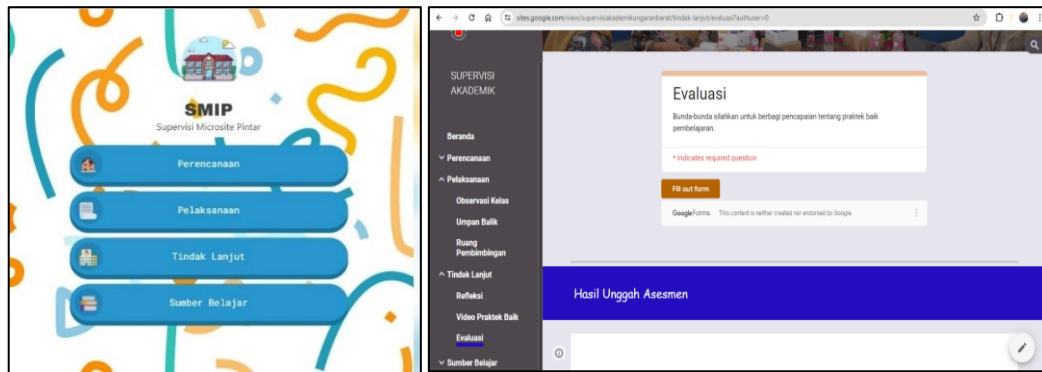 SMIP
Supervisi Microsite Pintar
Perencanaan
Pelaksanaan
Tindak Lanjut
Sumber Belajar
sites.google.com/view/supervisiakademikungaranbarat/tindak-lanjut/evaluasi?authuser=0
SUPERVISI
AKADEMIK
Beranda
Perencanaan
Pelaksanaan
Observasi Kelas
Umpan Balik
Ruang
Pembimbingan
Tindak Lanjut
Refleksi
Video Praktek Baik
Evaluasi
Sumber Belajar
Evaluasi
Bunda-bunda silahkan untuk berbagi pencapaian tentang praktek baik
pembelajaran.
* Indicates required question
Fill out form
Google Forms This content is neither created nor endorsed by Google.
Hasil Unggah Asesmen